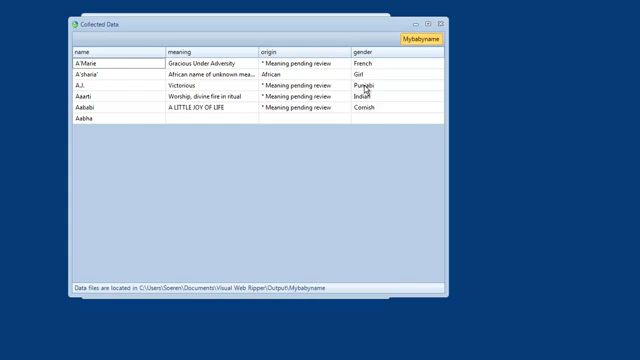 Collected Data
Mybabyname
name meaning origin gender
A'Marie Gracious Under Adversity * Meaning pending review French
A'sharia' African name of unknown mea... African Girl
A.J. Victorious * Meaning pending review Punjabi
Aaarti Worship, divine fire in ritual * Meaning pending review Indian
Aababi A LITTLE JOY OF LIFE * Meaning pending review Cornish
Aabha
Data files are located in C:\Users\Soeren\Documents\Visual Web Ripper\Output\Mybabyname